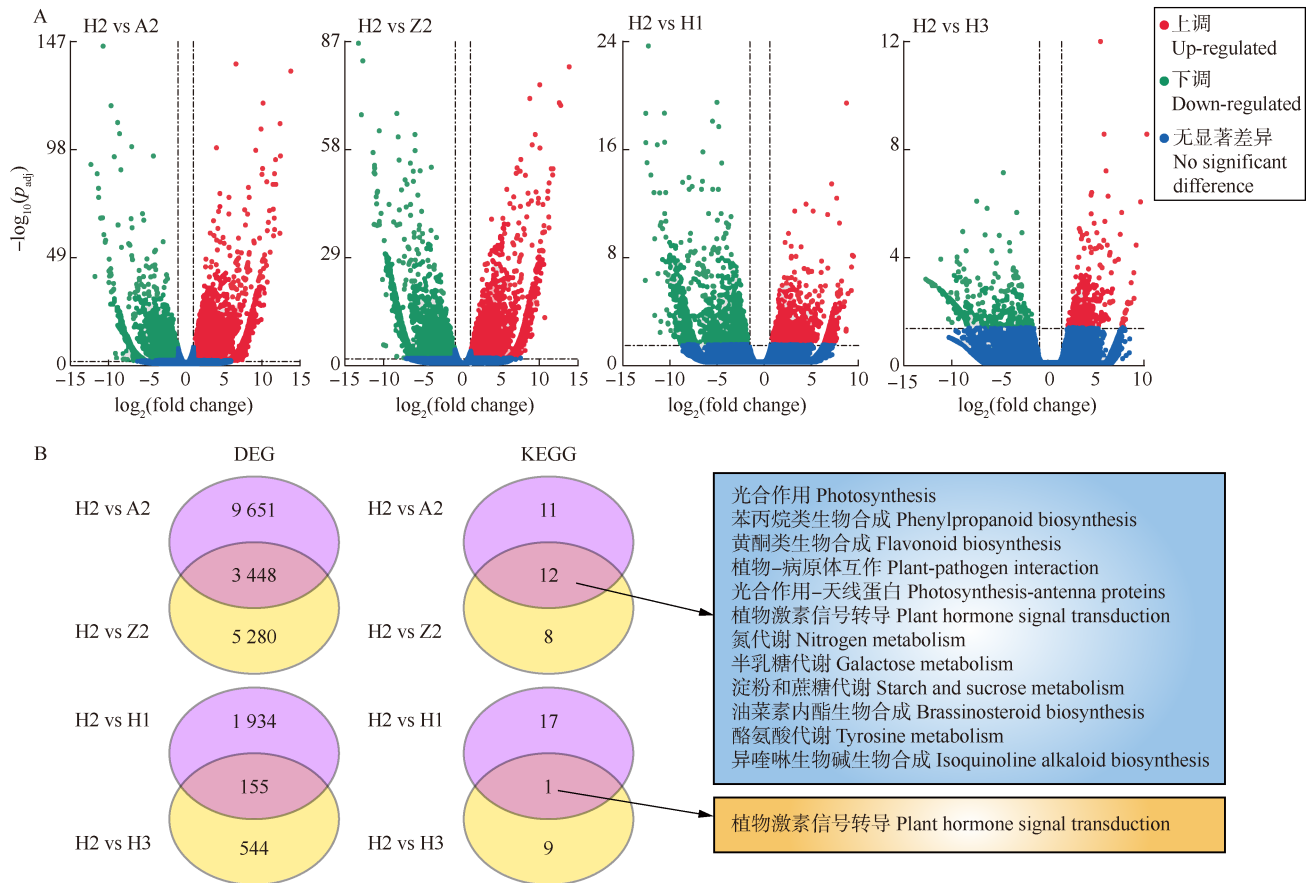 A
H2 vs A2
H2 vs Z2
H2 vs H1
H2 vs H3
−log10(padj)
147
98
49
0
−15
−10
−5
0
5
10
15
log2(fold change)
87
58
29
0
−15
−10
−5
0
5
10
15
log2(fold change)
24
16
8
0
−15
−10
−5
0
5
10
log2(fold change)
12
8
4
0
−15
−10
−5
0
5
10
log2(fold change)
上调
Up-regulated
下调
Down-regulated
无显著差异
No significant
difference
B
DEG
KEGG
H2 vs A2
9 651
3 448
H2 vs Z2
5 280
H2 vs A2
11
12
H2 vs Z2
8
H2 vs H1
1 934
155
H2 vs H3
544
H2 vs H1
17
1
H2 vs H3
9
光合作用 Photosynthesis
苯丙烷类生物合成 Phenylpropanoid biosynthesis
黄酮类生物合成 Flavonoid biosynthesis
植物−病原体互作 Plant-pathogen interaction
光合作用−天线蛋白 Photosynthesis-antenna proteins
植物激素信号转导 Plant hormone signal transduction
氮代谢 Nitrogen metabolism
半乳糖代谢 Galactose metabolism
淀粉和蔗糖代谢 Starch and sucrose metabolism
油菜素内酯生物合成 Brassinosteroid biosynthesis
酪氨酸代谢 Tyrosine metabolism
异喹啉生物碱生物合成 Isoquinoline alkaloid biosynthesis
植物激素信号转导 Plant hormone signal transduction